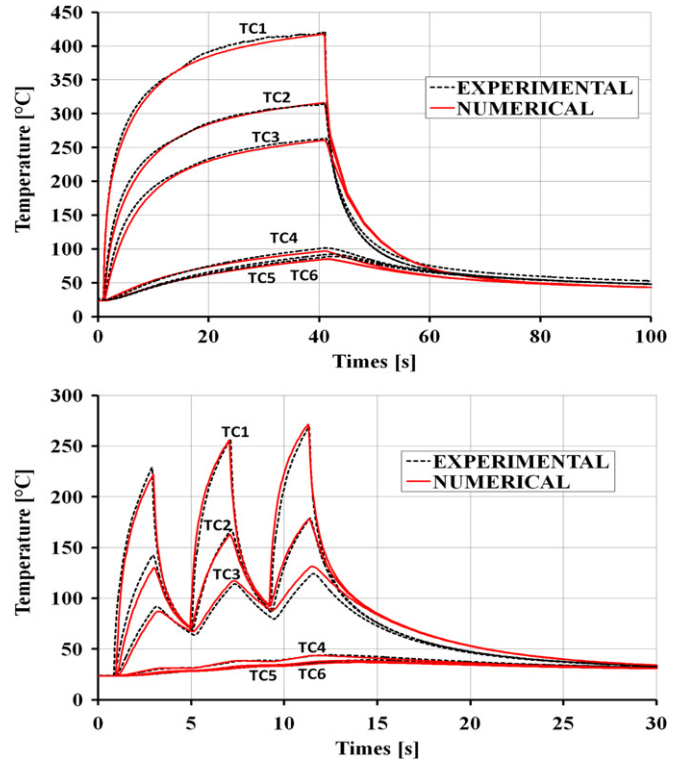 450
400
350
300
250
200
150
100
50
0
Temperature [°C]
TC1
TC2
TC3
TC4
TC5 TC6
EXPERIMENTAL
NUMERICAL
0 20 40 60 80 100
Times [s]
300
250
200
150
100
50
0
Temperature [°C]
TC1
TC2
TC3
TC4
TC5 TC6
EXPERIMENTAL
NUMERICAL
0 5 10 15 20 25 30
Times [s]